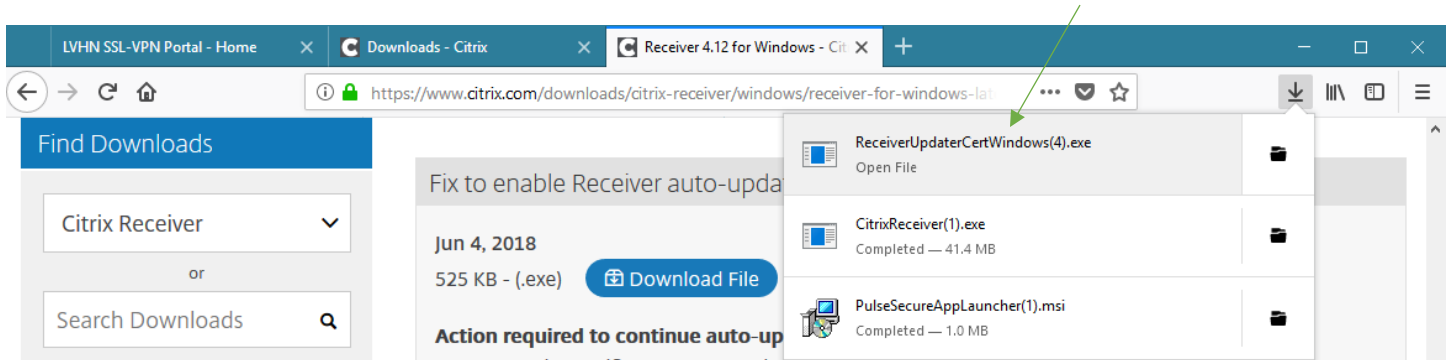 LVHN SSL-VPN Portal - Home
Downloads - Citrix
Receiver 4.12 for Windows - Cit
https://www.citrix.com/downloads/citrix-receiver/windows/receiver-for-windows-lat
Find Downloads
Citrix Receiver
or
Search Downloads
Fix to enable Receiver auto-upda
Jun 4, 2018
525 KB - (.exe)
Download File
Action required to continue auto-up
ReceiverUpdaterCertWindows(4).exe
Open File
CitrixReceiver(1).exe
Completed — 41.4 MB
PulseSecureAppLauncher(1).msi
Completed — 1.0 MB